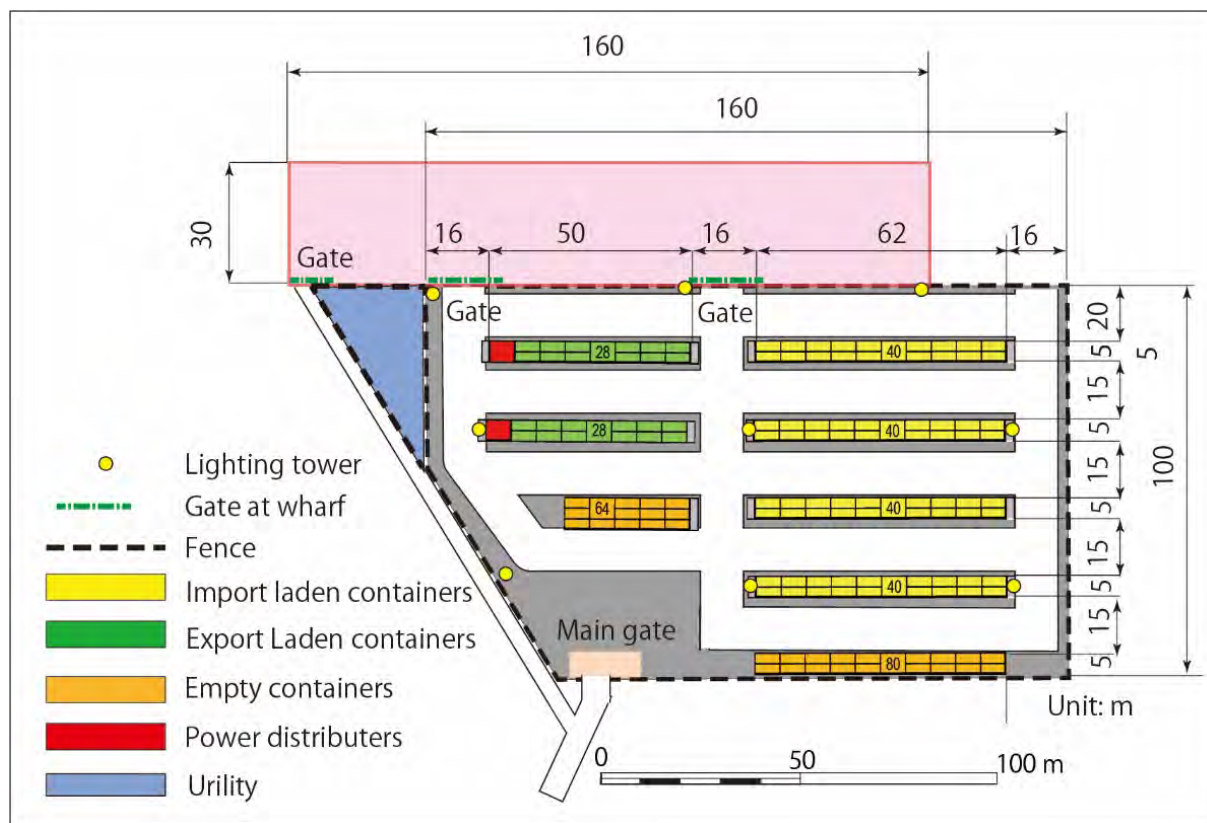 160
160
30
16
50
16
62
16
Gate
Gate
Gate
20
28
40
5
5
15
28
40
5
Lighting tower
15
100
Gate at wharf
64
40
5
Fence
15
Import laden containers
40
5
Export Laden containers
Main gate
15
Empty containers
80
5
Unit: m
Power distributers
0
50
100 m
Urility